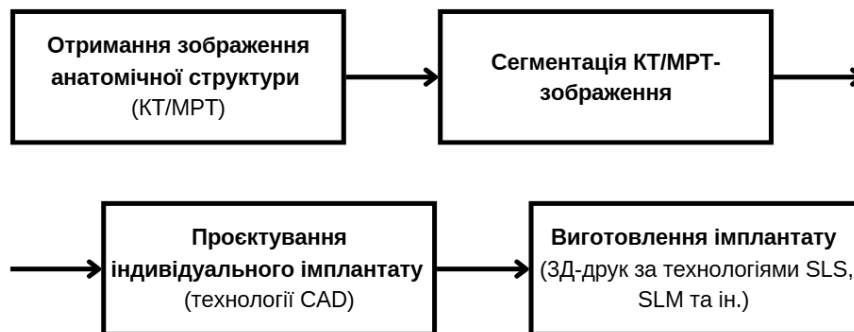 Отримання зображення
анатомічної структури
(КТ/МРТ)
Сегментація КТ/МРТ-
зображення
Проєктування
індивідуального імплантату
(технології CAD)
Виготовлення імплантату
(3Д-друк за технологіями SLS,
SLM та ін.)